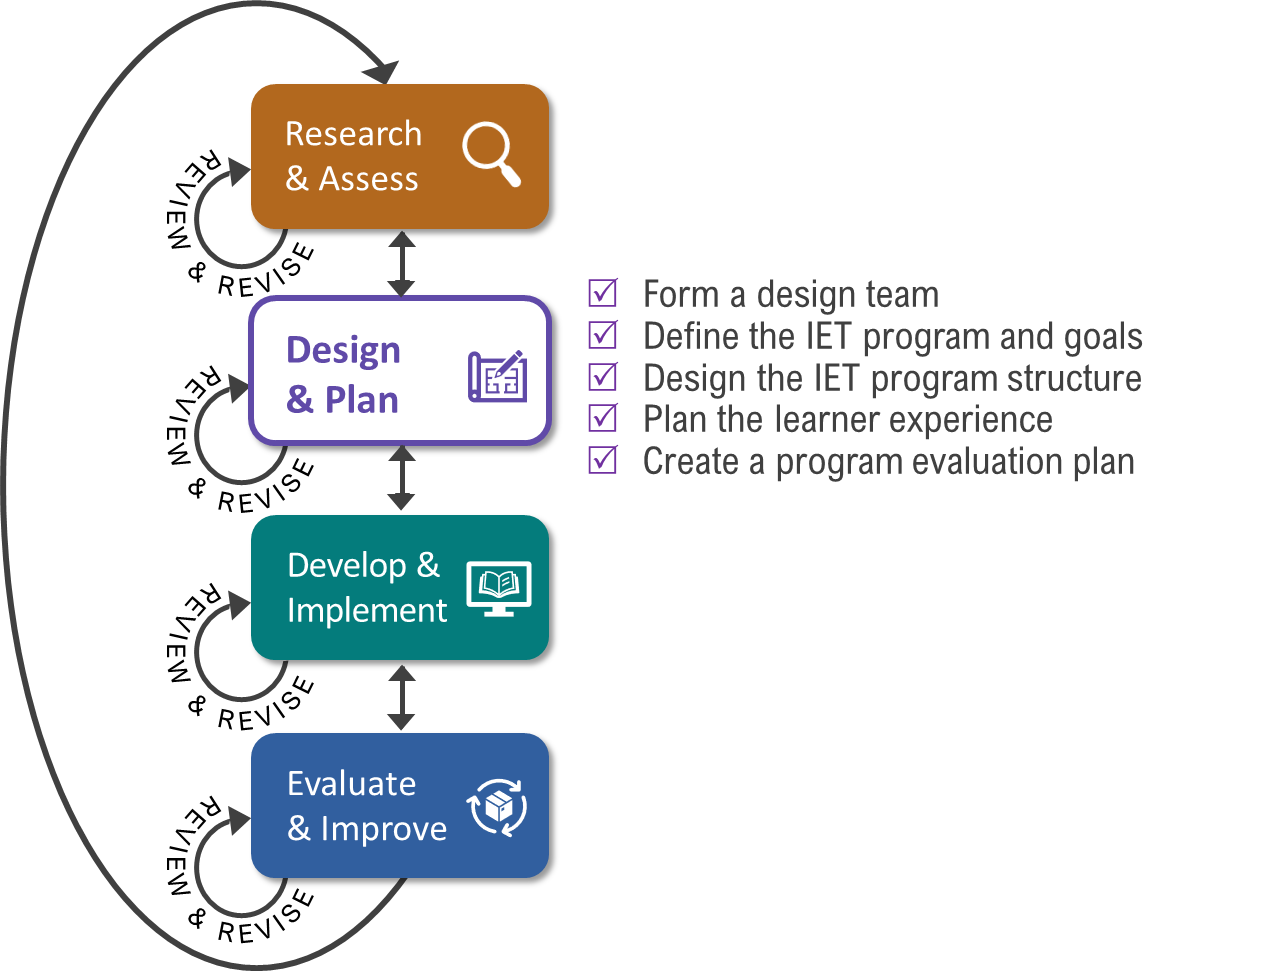 Research
& Assess
REVIEW & REVISE
Design
& Plan
REVIEW & REVISE
Form a design team
Define the IET program and goals
Design the IET program structure
Plan the learner experience
Create a program evaluation plan
Develop &
Implement
REVIEW & REVISE
Evaluate
& Improve
REVIEW & REVISE